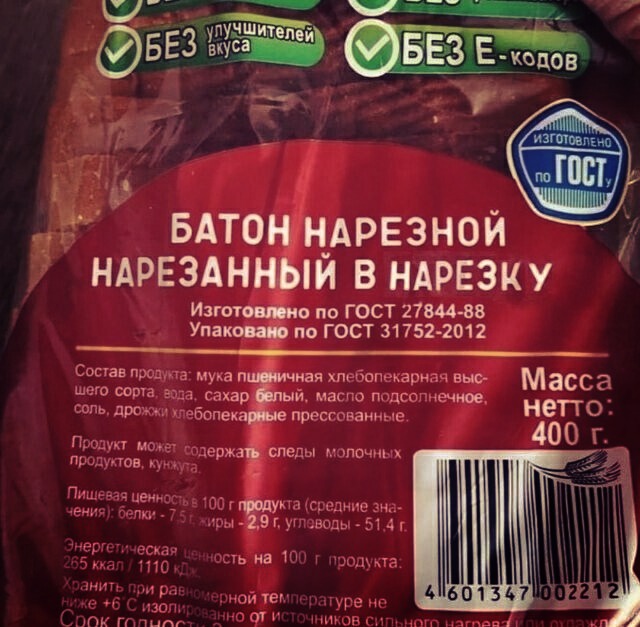 БЕЗ улучшителей вкуса
БЕЗ Е-кодов
ИЗГОТОВЛЕНО
по ГОСТу
БАТОН НАРЕЗНОЙ
НАРЕЗАННЫЙ В НАРЕЗКУ
Изготовлено по ГОСТ 27844-88
Упаковано по ГОСТ 31752-2012
Состав продукта: мука пшеничная хлебопекарная выс-
шего сорта, вода, сахар белый, масло подсолнечное,
соль, дрожжи хлебопекарные прессованные.
Масса
нетто:
400 г.
Продукт может содержать следы молочных
продуктов, кунжута.
Пищевая ценность в 100 г продукта (средние зна-
чения): белки - 7,5 г, жиры - 2,9 г, углеводы - 51,4 г.
Энергетическая ценность на 100 г продукта:
265 ккал / 1110 кДж.
4 601347 002212
Хранить при равномерной температуре не
ниже +6°С изолированно от источников сильного нагрева или охлажд
Срок годности